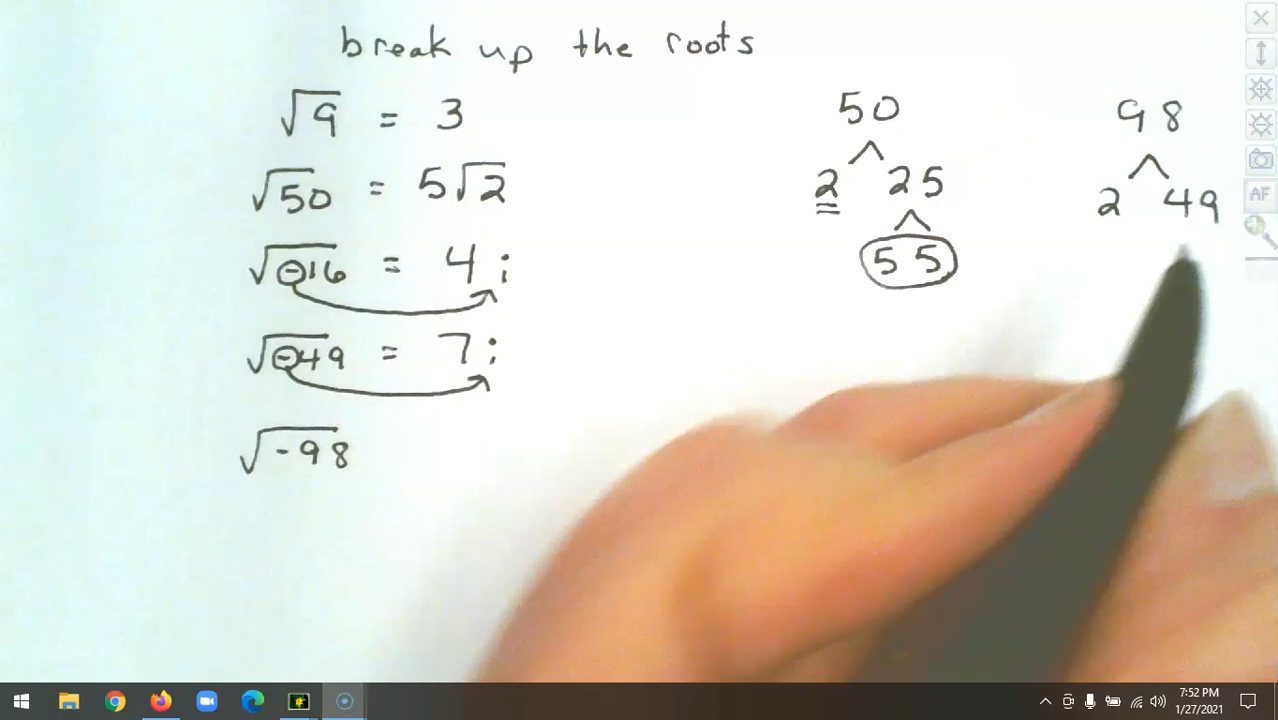 break up the roots
√9 = 3
√50 = 5√2
√-16 = 4i
√-49 = 7i
√-98
50
2 25
5 5
98
2 49
AF
7:52 PM
1/27/2021